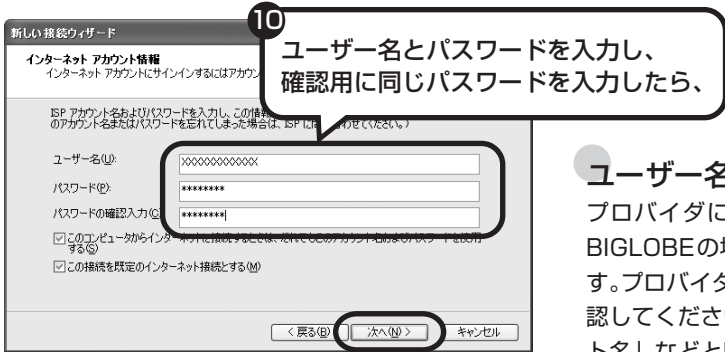 新しい接続ウィザード
10
ユーザー名とパスワードを入力し、
確認用に同じパスワードを入力したら、
インターネット アカウント情報
インターネット アカウントにサインインするにはアカウン
ISP アカウント名およびパスワードを入力し、この情報
のアカウント名またはパスワードを忘れてしまった場合は、ISP に
わせてください。)
ユーザー名(U):
XXXXXXXXXXXX
パスワード(P):
********
パスワードの確認入力(C)
********
このコンピュータからインターネットに接続するときは、だれでもこのアカウント名およびパスワードを使用
する(S)
この接続を既定のインターネット接続とする(M)
< 戻る(B)
次へ(N) >
キャンセル
ユーザー名
プロバイダに
BIGLOBEの場
す。プロバイダ
認してくださ
ト名」などと